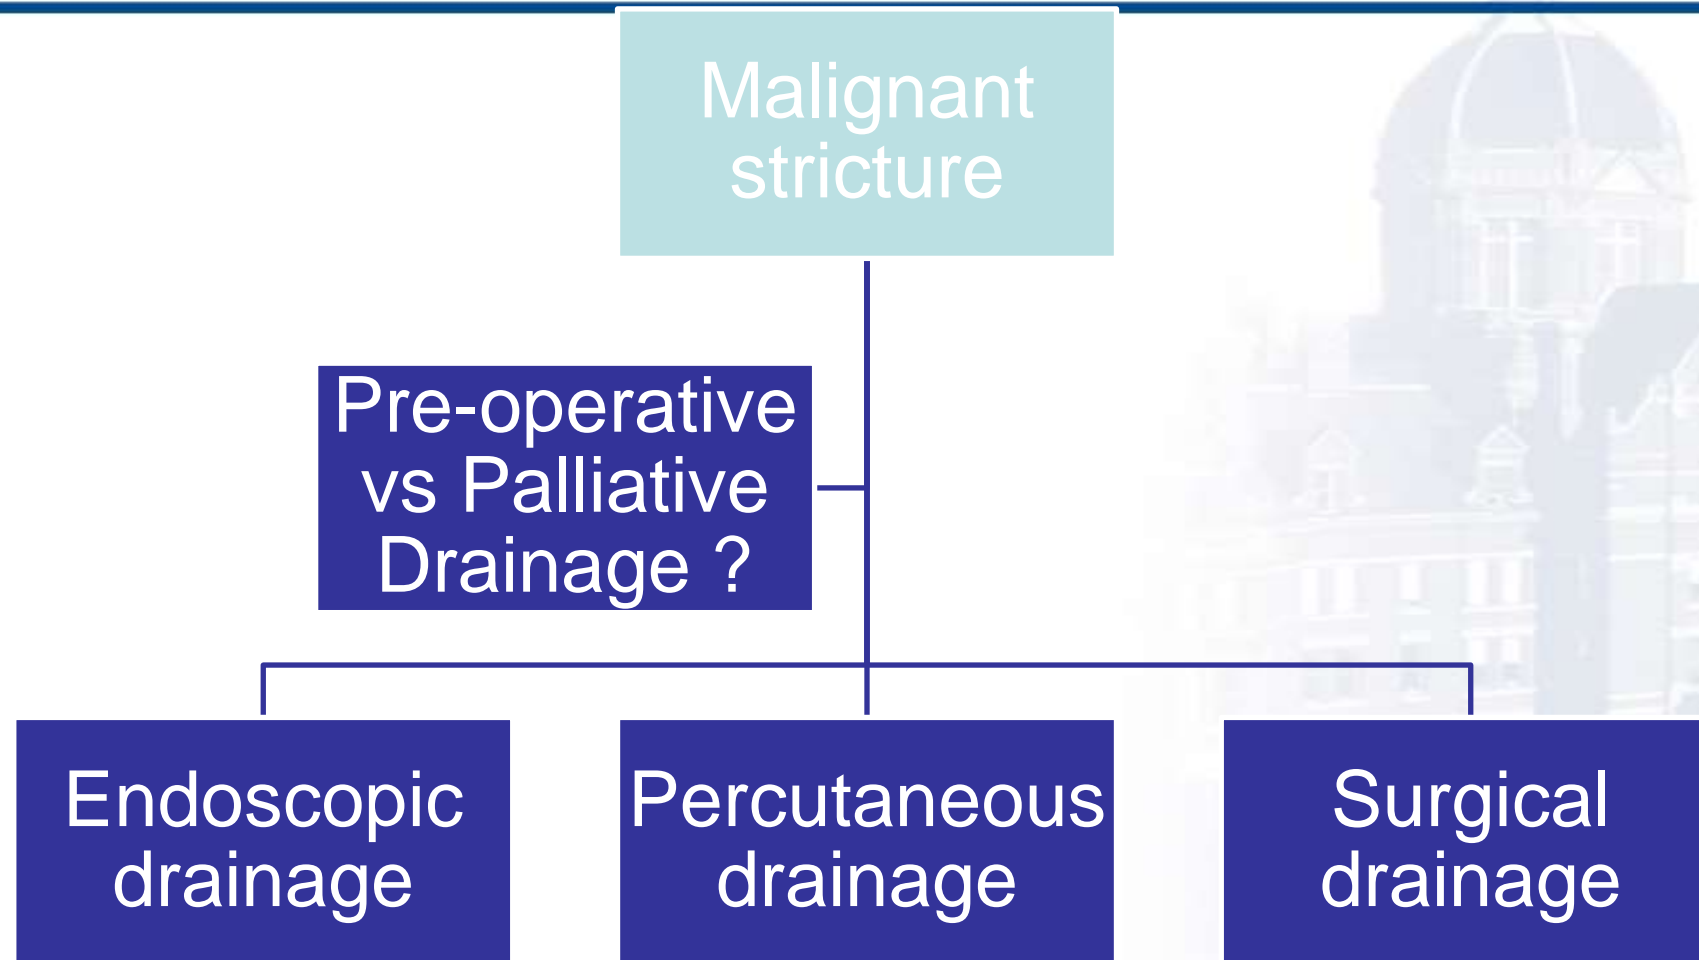 Malignant
stricture
Pre-operative
vs Palliative
Drainage ?
Endoscopic
drainage
Percutaneous
drainage
Surgical
drainage